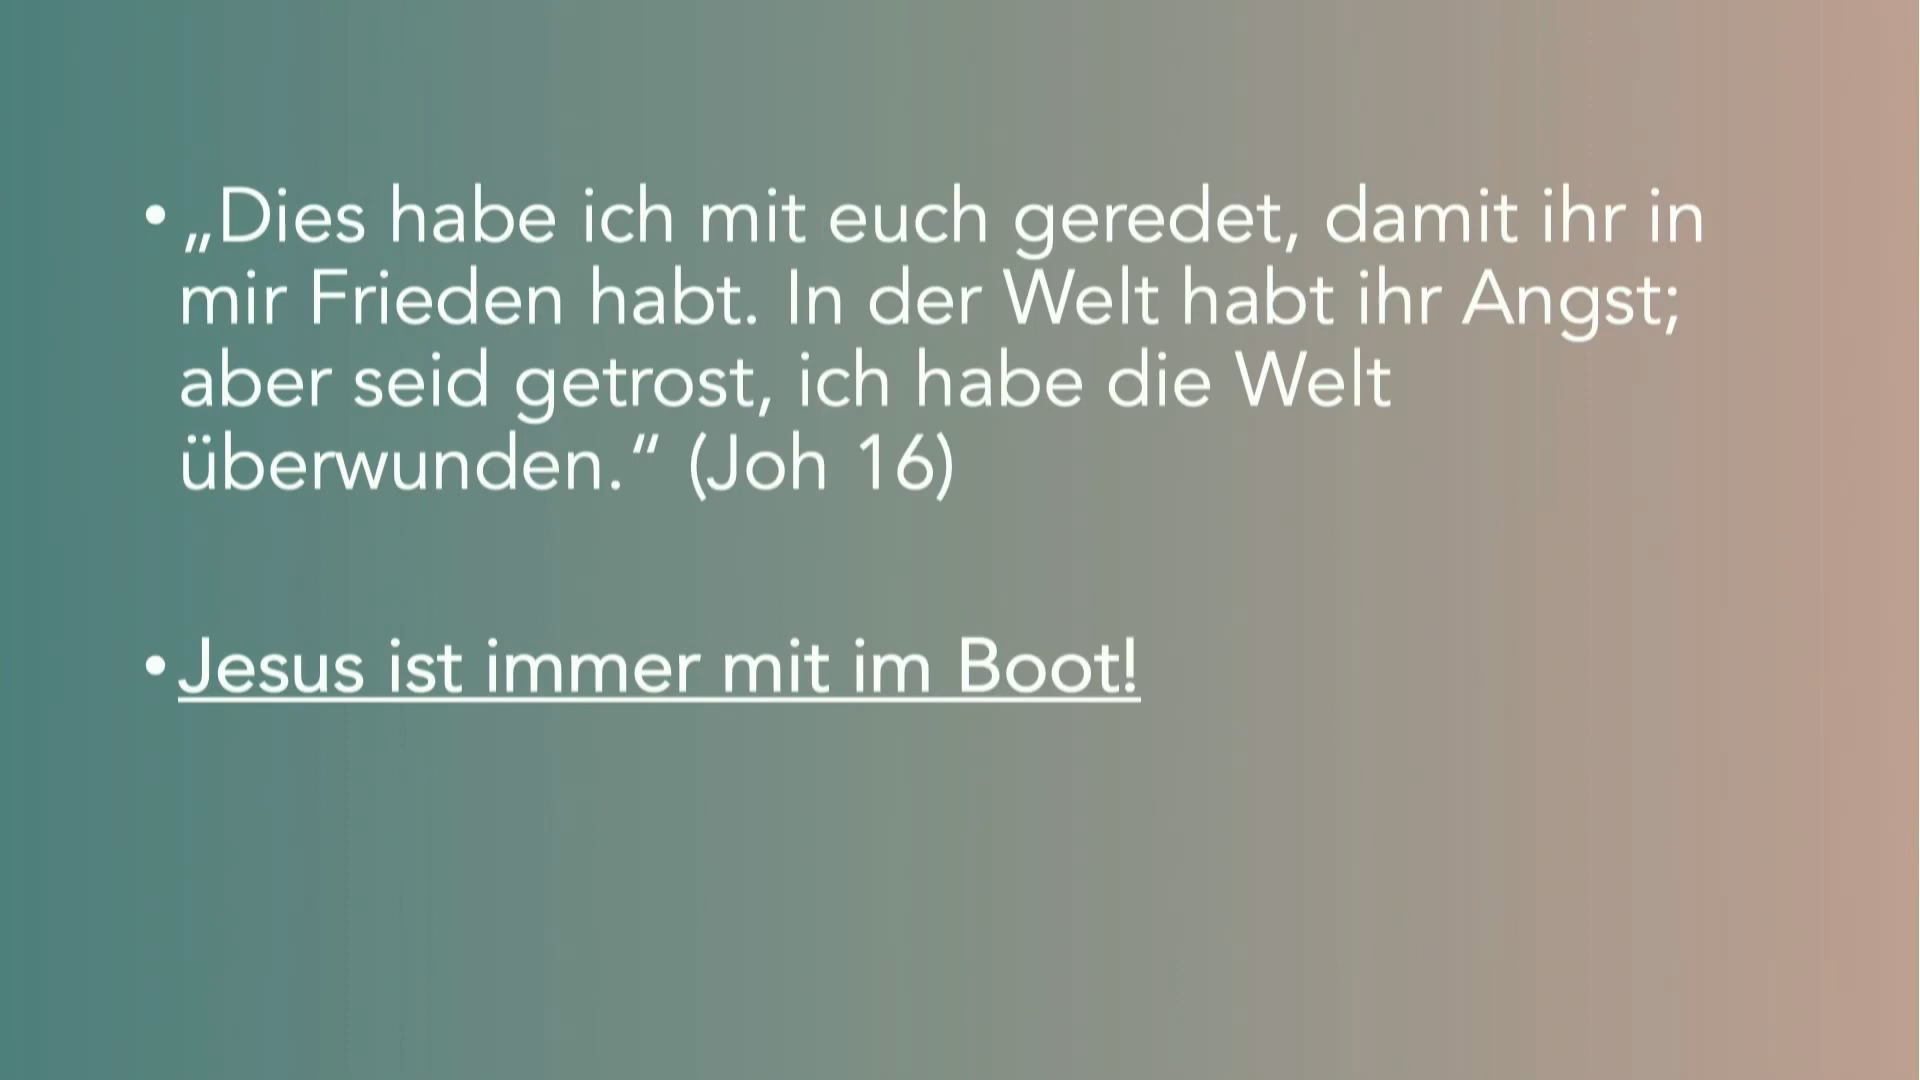 • „Dies habe ich mit euch geredet, damit ihr in
mir Frieden habt. In der Welt habt ihr Angst;
aber seid getrost, ich habe die Welt
überwunden.“ (Joh 16)
• Jesus ist immer mit im Boot!